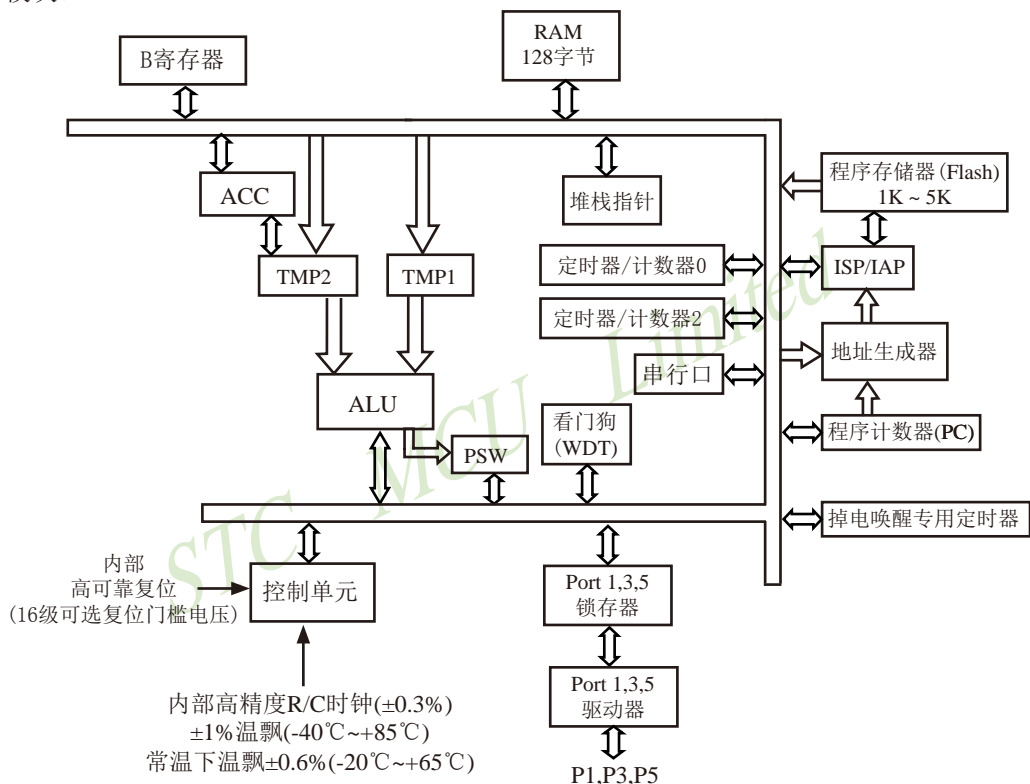 B寄存器
RAM
128字节
ACC
堆栈指针
程序存储器(Flash)
1K ~ 5K
TMP2
TMP1
定时器/计数器0
ISP/IAP
定时器/计数器2
地址生成器
串行口
ALU
看门狗
(WDT)
程序计数器(PC)
PSW
STC MCU Limited
掉电唤醒专用定时器
内部
高可靠复位
(16级可选复位门槛电压)
控制单元
Port 1,3,5
锁存器
内部高精度R/C时钟(±0.3%)
±1%温飘(-40℃~+85℃)
常温下温飘±0.6%(-20℃~+65℃)
Port 1,3,5
驱动器
P1,P3,P5